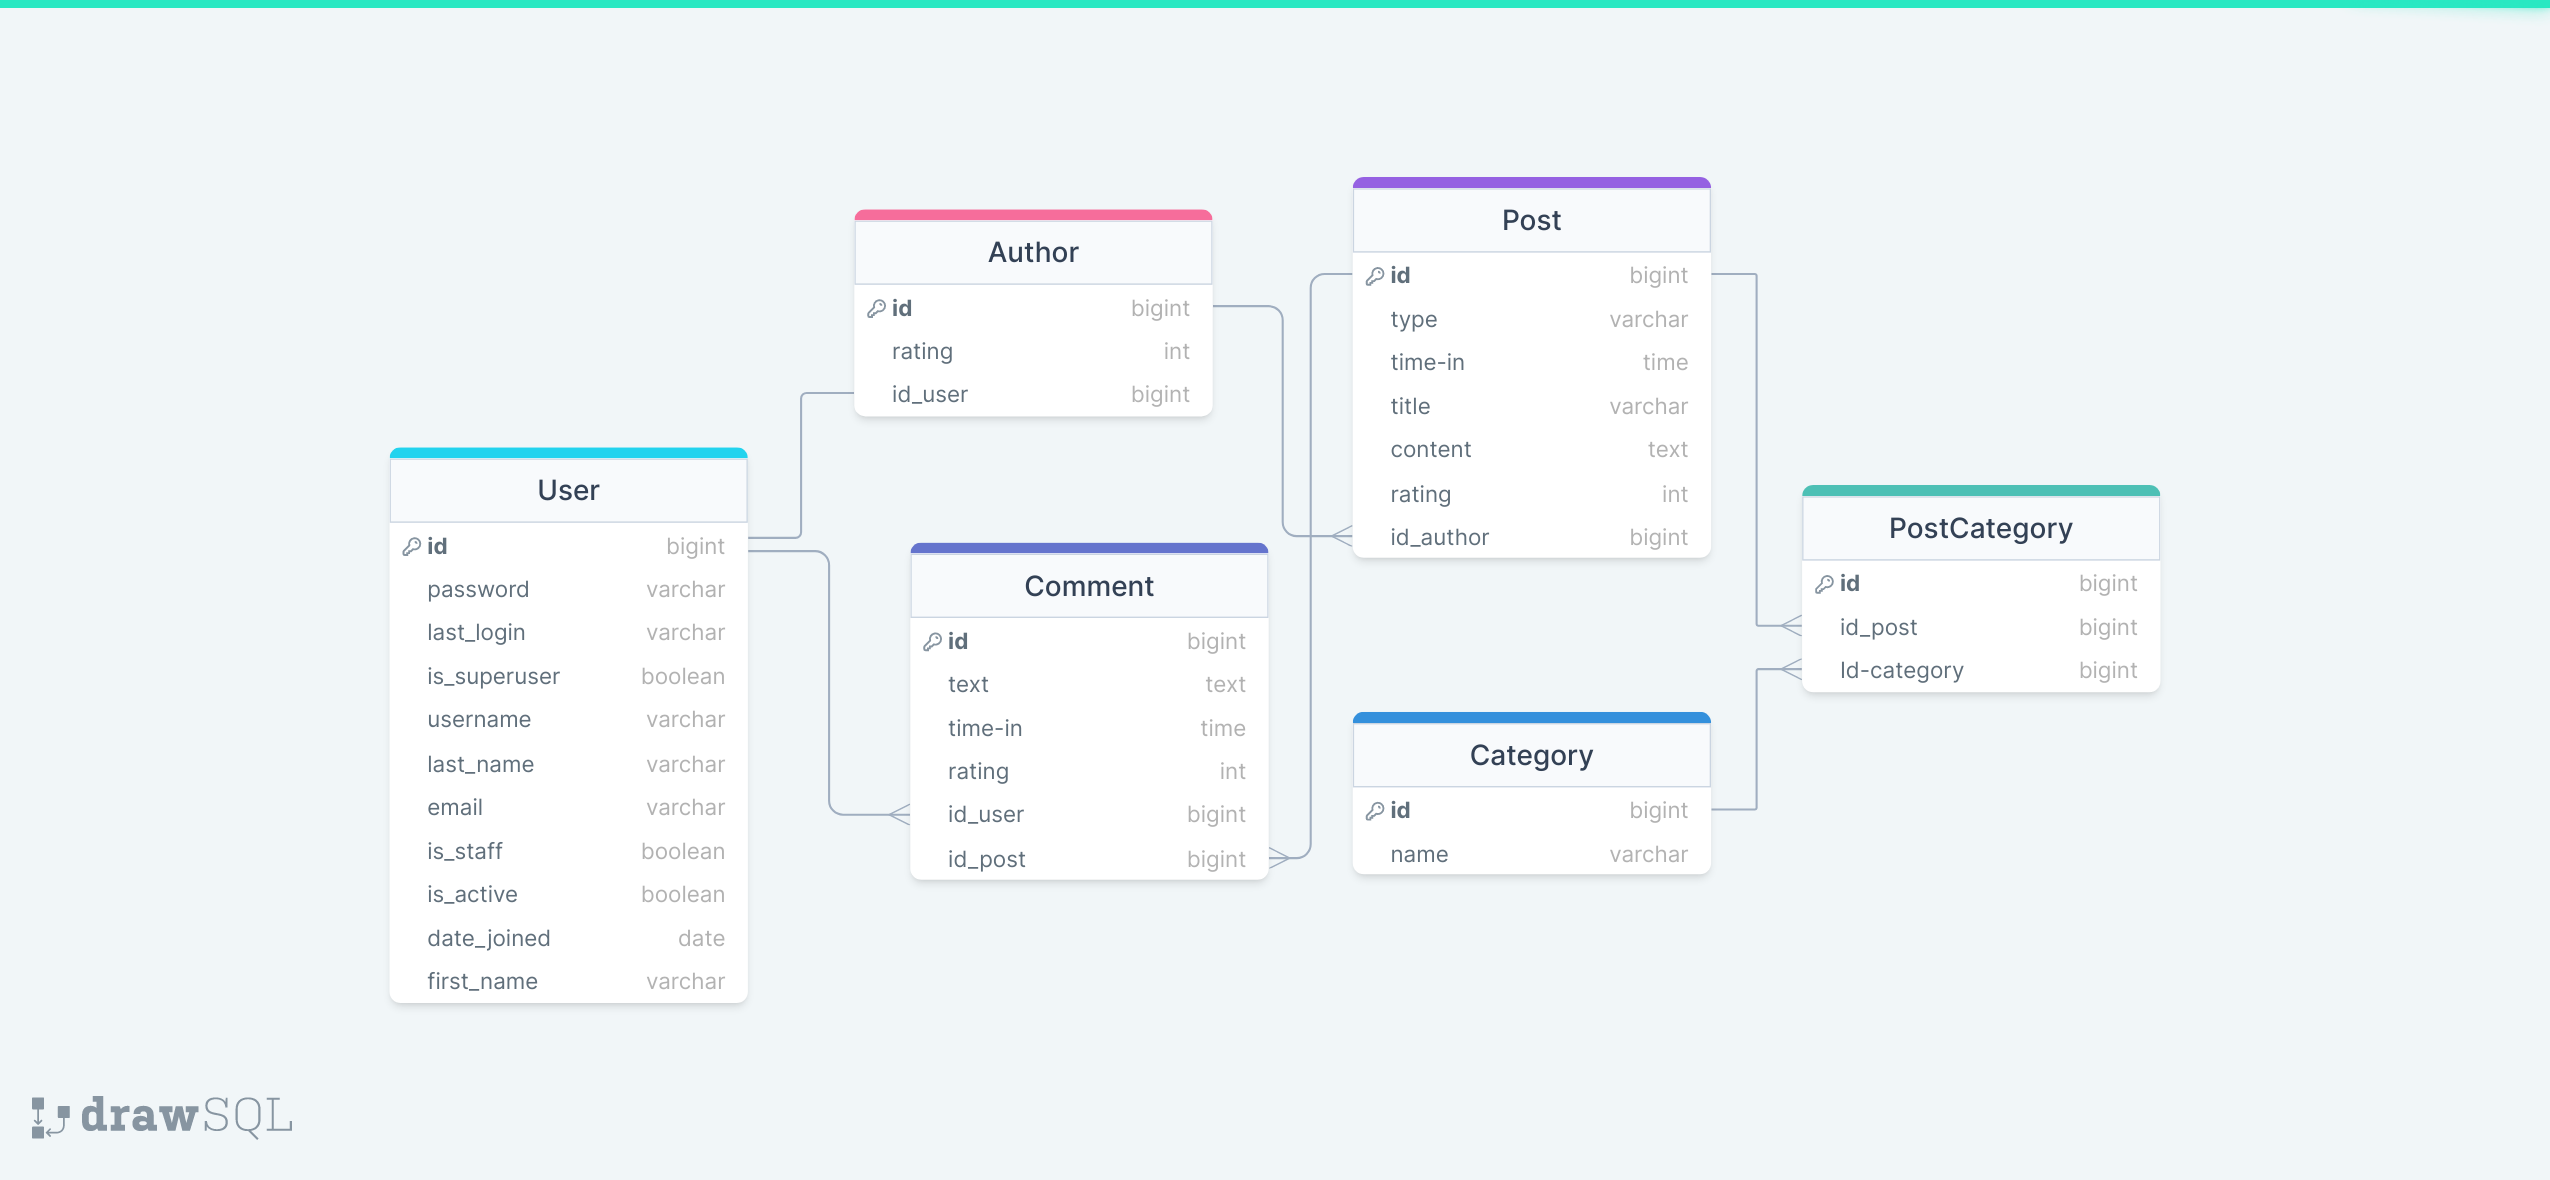 Author
id bigint
rating int
id_user bigint
Post
id bigint
type varchar
time-in time
title varchar
content text
rating int
id_author bigint
User
id bigint
password varchar
last_login varchar
is_superuser boolean
username varchar
last_name varchar
email varchar
is_staff boolean
is_active boolean
date_joined date
first_name varchar
Comment
id bigint
text text
time-in time
rating int
id_user bigint
id_post bigint
PostCategory
id bigint
id_post bigint
Id-category bigint
Category
id bigint
name varchar
drawSQL